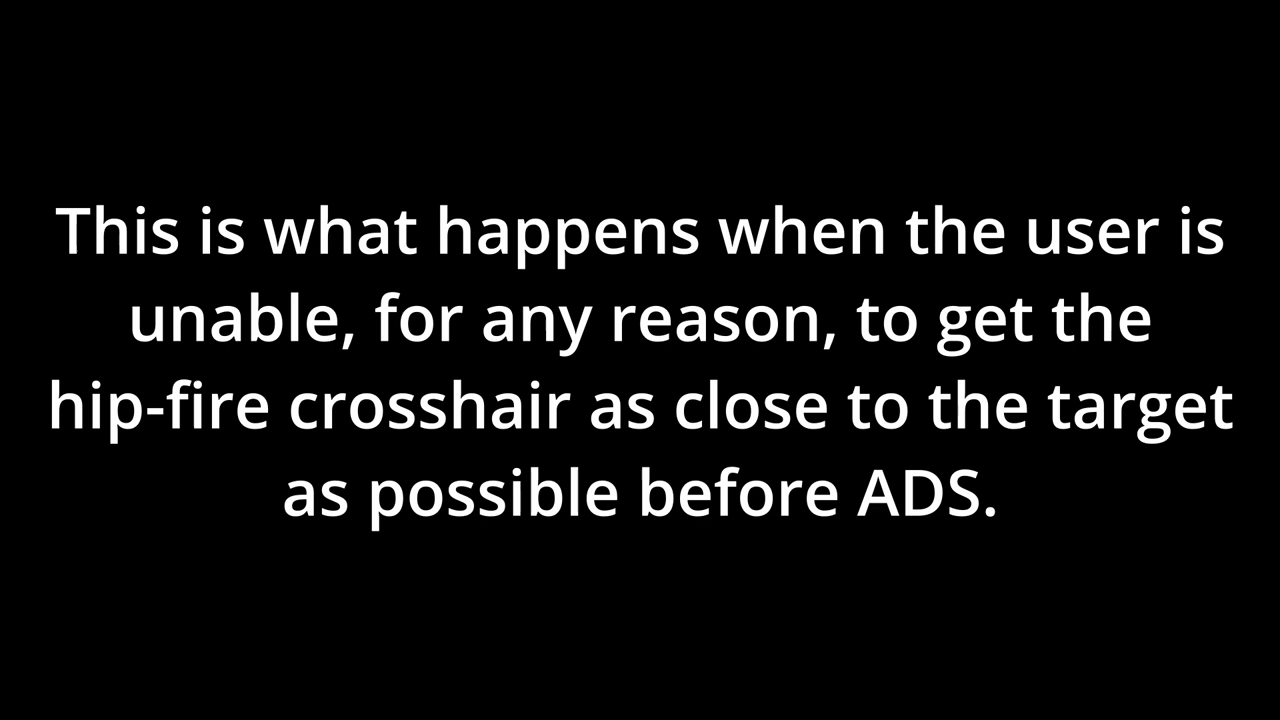 This is what happens when the user is
unable, for any reason, to get the
hip-fire crosshair as close to the target
as possible before ADS.